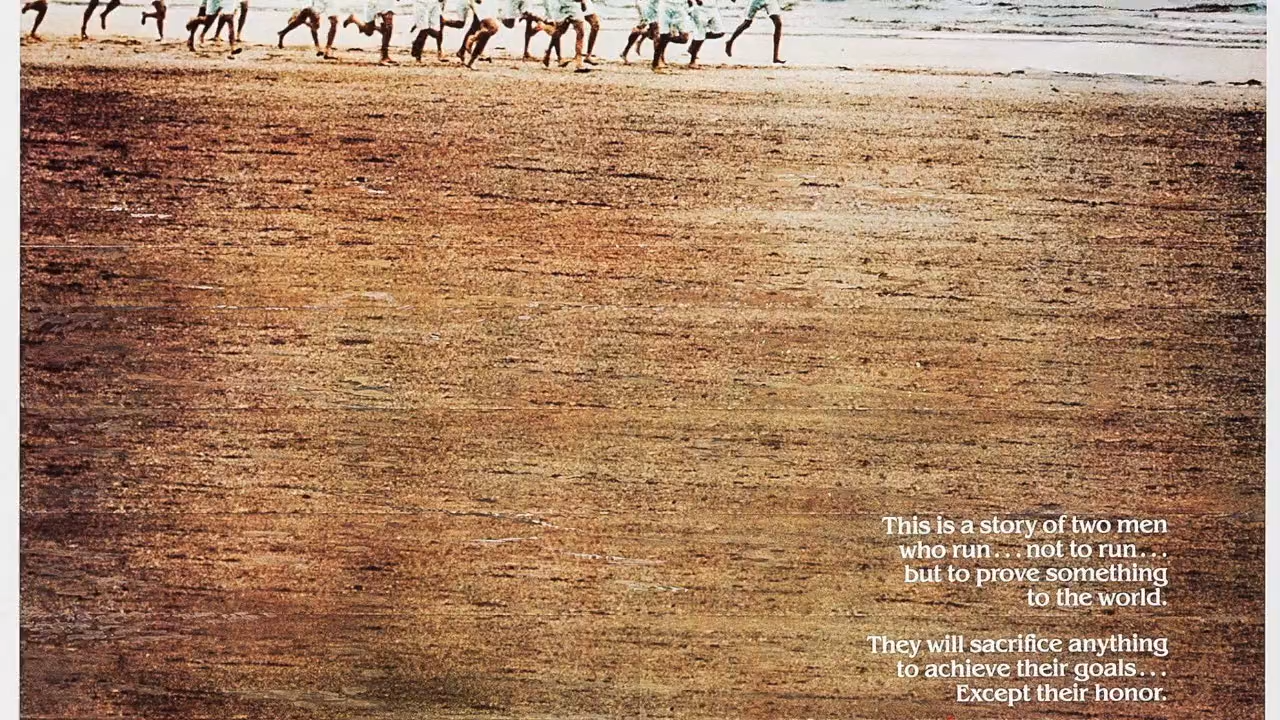 This is a story of two men
who run...not to run...
but to prove something
to the world.
They will sacrifice anything
to achieve their goals...
Except their honor.